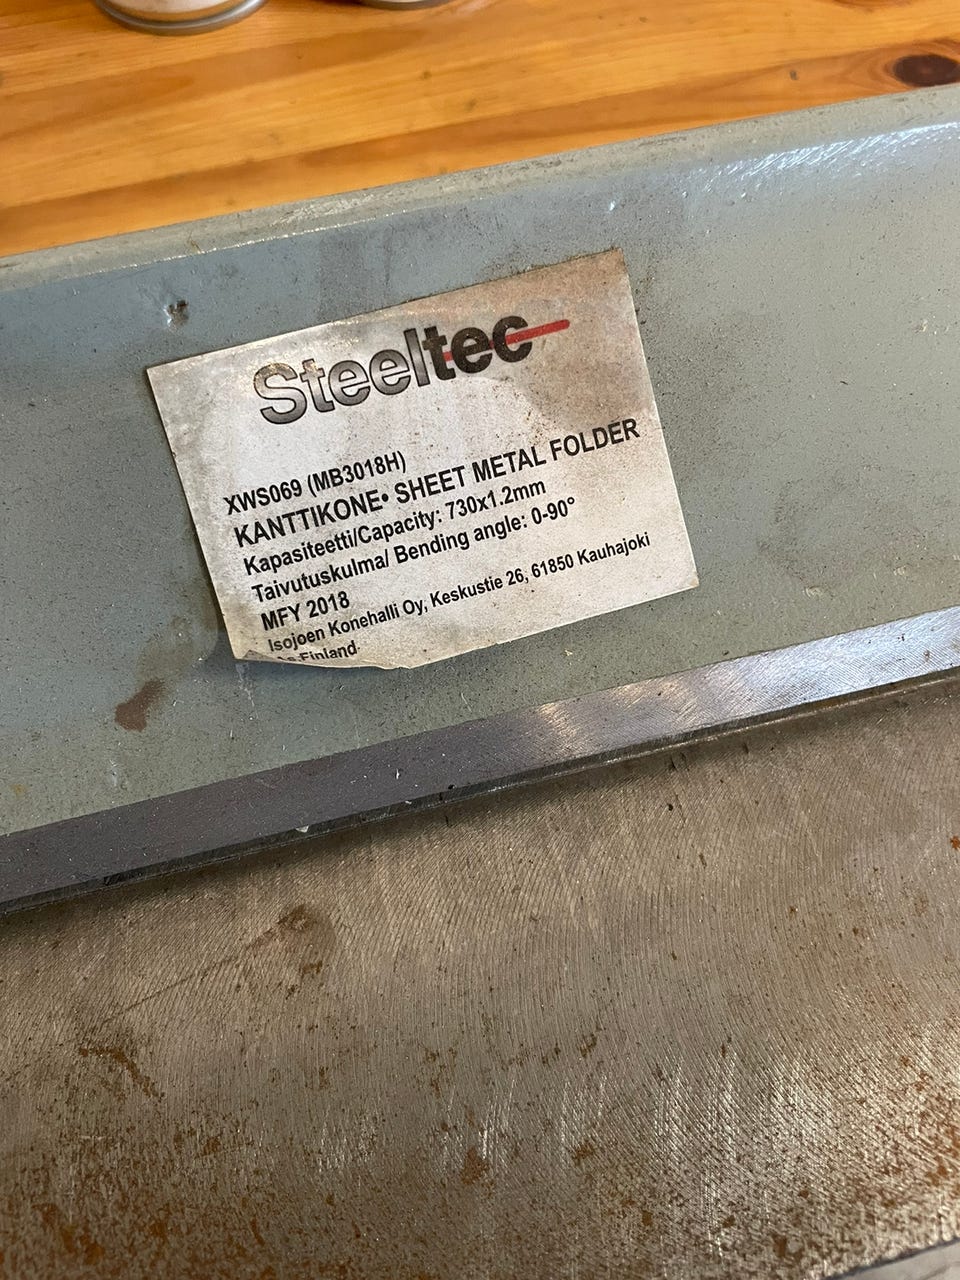 Steeltec
XWS069 (MB3018H)
KANTTIKONE• SHEET METAL FOLDER
Kapasiteetti/Capacity: 730x1.2mm
Taivutuskulma/ Bending angle: 0-90°
MFY 2018
Isojoen Konehalli Oy, Keskustie 26, 61850 Kauhajoki
Finland